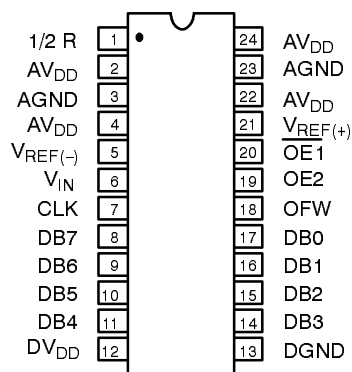 1/2 R 1 24 AVDD
AVDD 2 23 AGND
AGND 3 22 AVDD
AVDD 4 21 VREF(+)
VREF(−) 5 20 OE1
VIN 6 19 OE2
CLK 7 18 OFW
DB7 8 17 DB0
DB6 9 16 DB1
DB5 10 15 DB2
DB4 11 14 DB3
DVDD 12 13 DGND